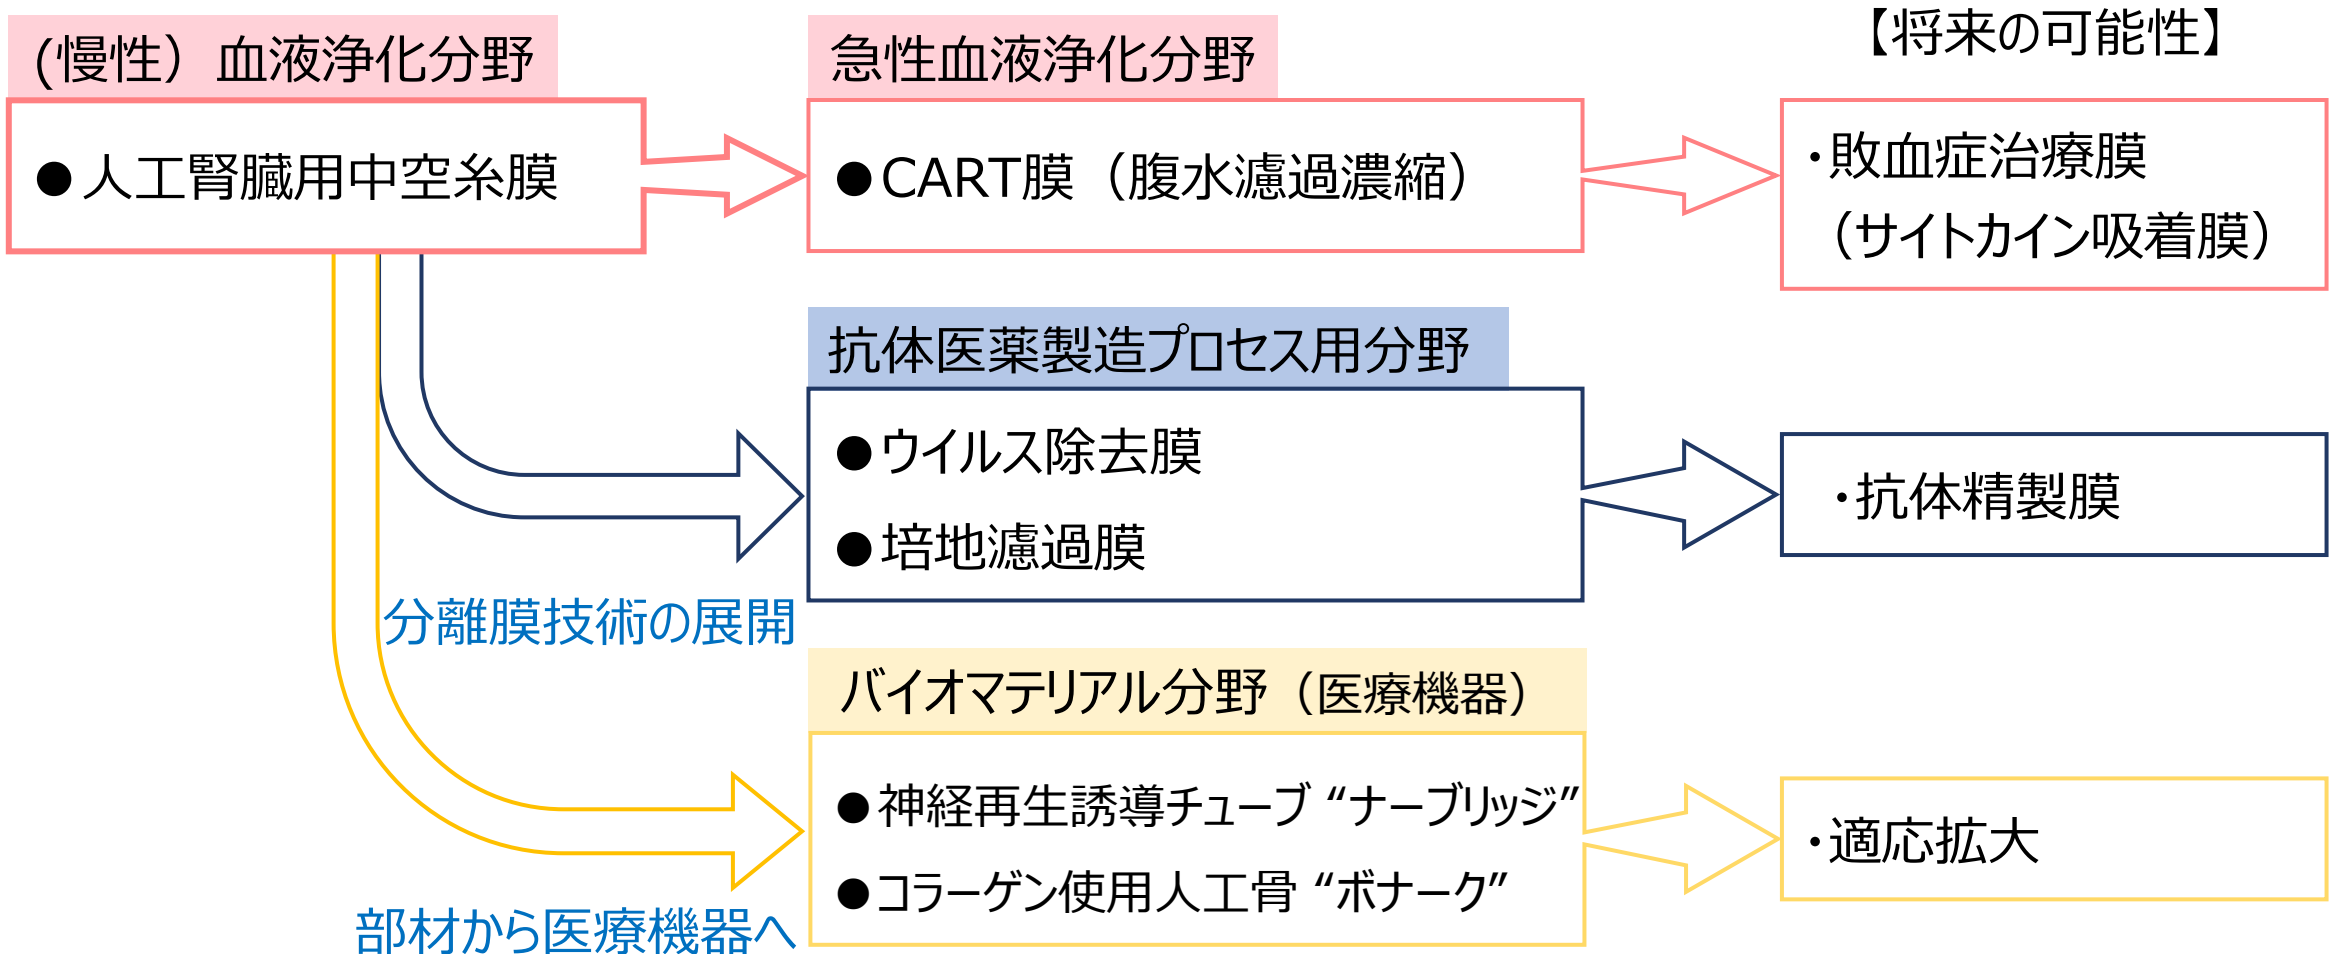 (慢性）血液浄化分野
●人工腎臓用中空糸膜
急性血液浄化分野
●CART膜（腹水濾過濃縮）
【将来の可能性】
・敗血症治療膜
（サイトカイン吸着膜）
抗体医薬製造プロセス用分野
●ウイルス除去膜
●培地濾過膜
・抗体精製膜
分離膜技術の展開
バイオマテリアル分野（医療機器）
●神経再生誘導チューブ “ナーブリッジ”
●コラーゲン使用人工骨 “ボナーク”
・適応拡大
部材から医療機器へ